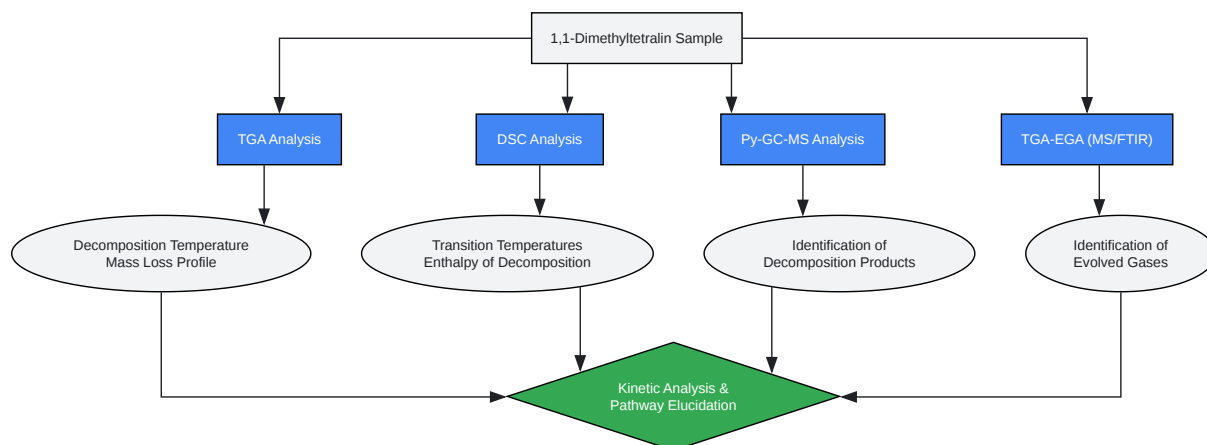 1,1-Dimethyltetralin Sample
TGA Analysis
DSC Analysis
Py-GC-MS Analysis
TGA-EGA (MS/FTIR)
Decomposition Temperature
Mass Loss Profile
Transition Temperatures
Enthalpy of Decomposition
Identification of
Decomposition Products
Identification of
Evolved Gases
Kinetic Analysis &
Pathway Elucidation